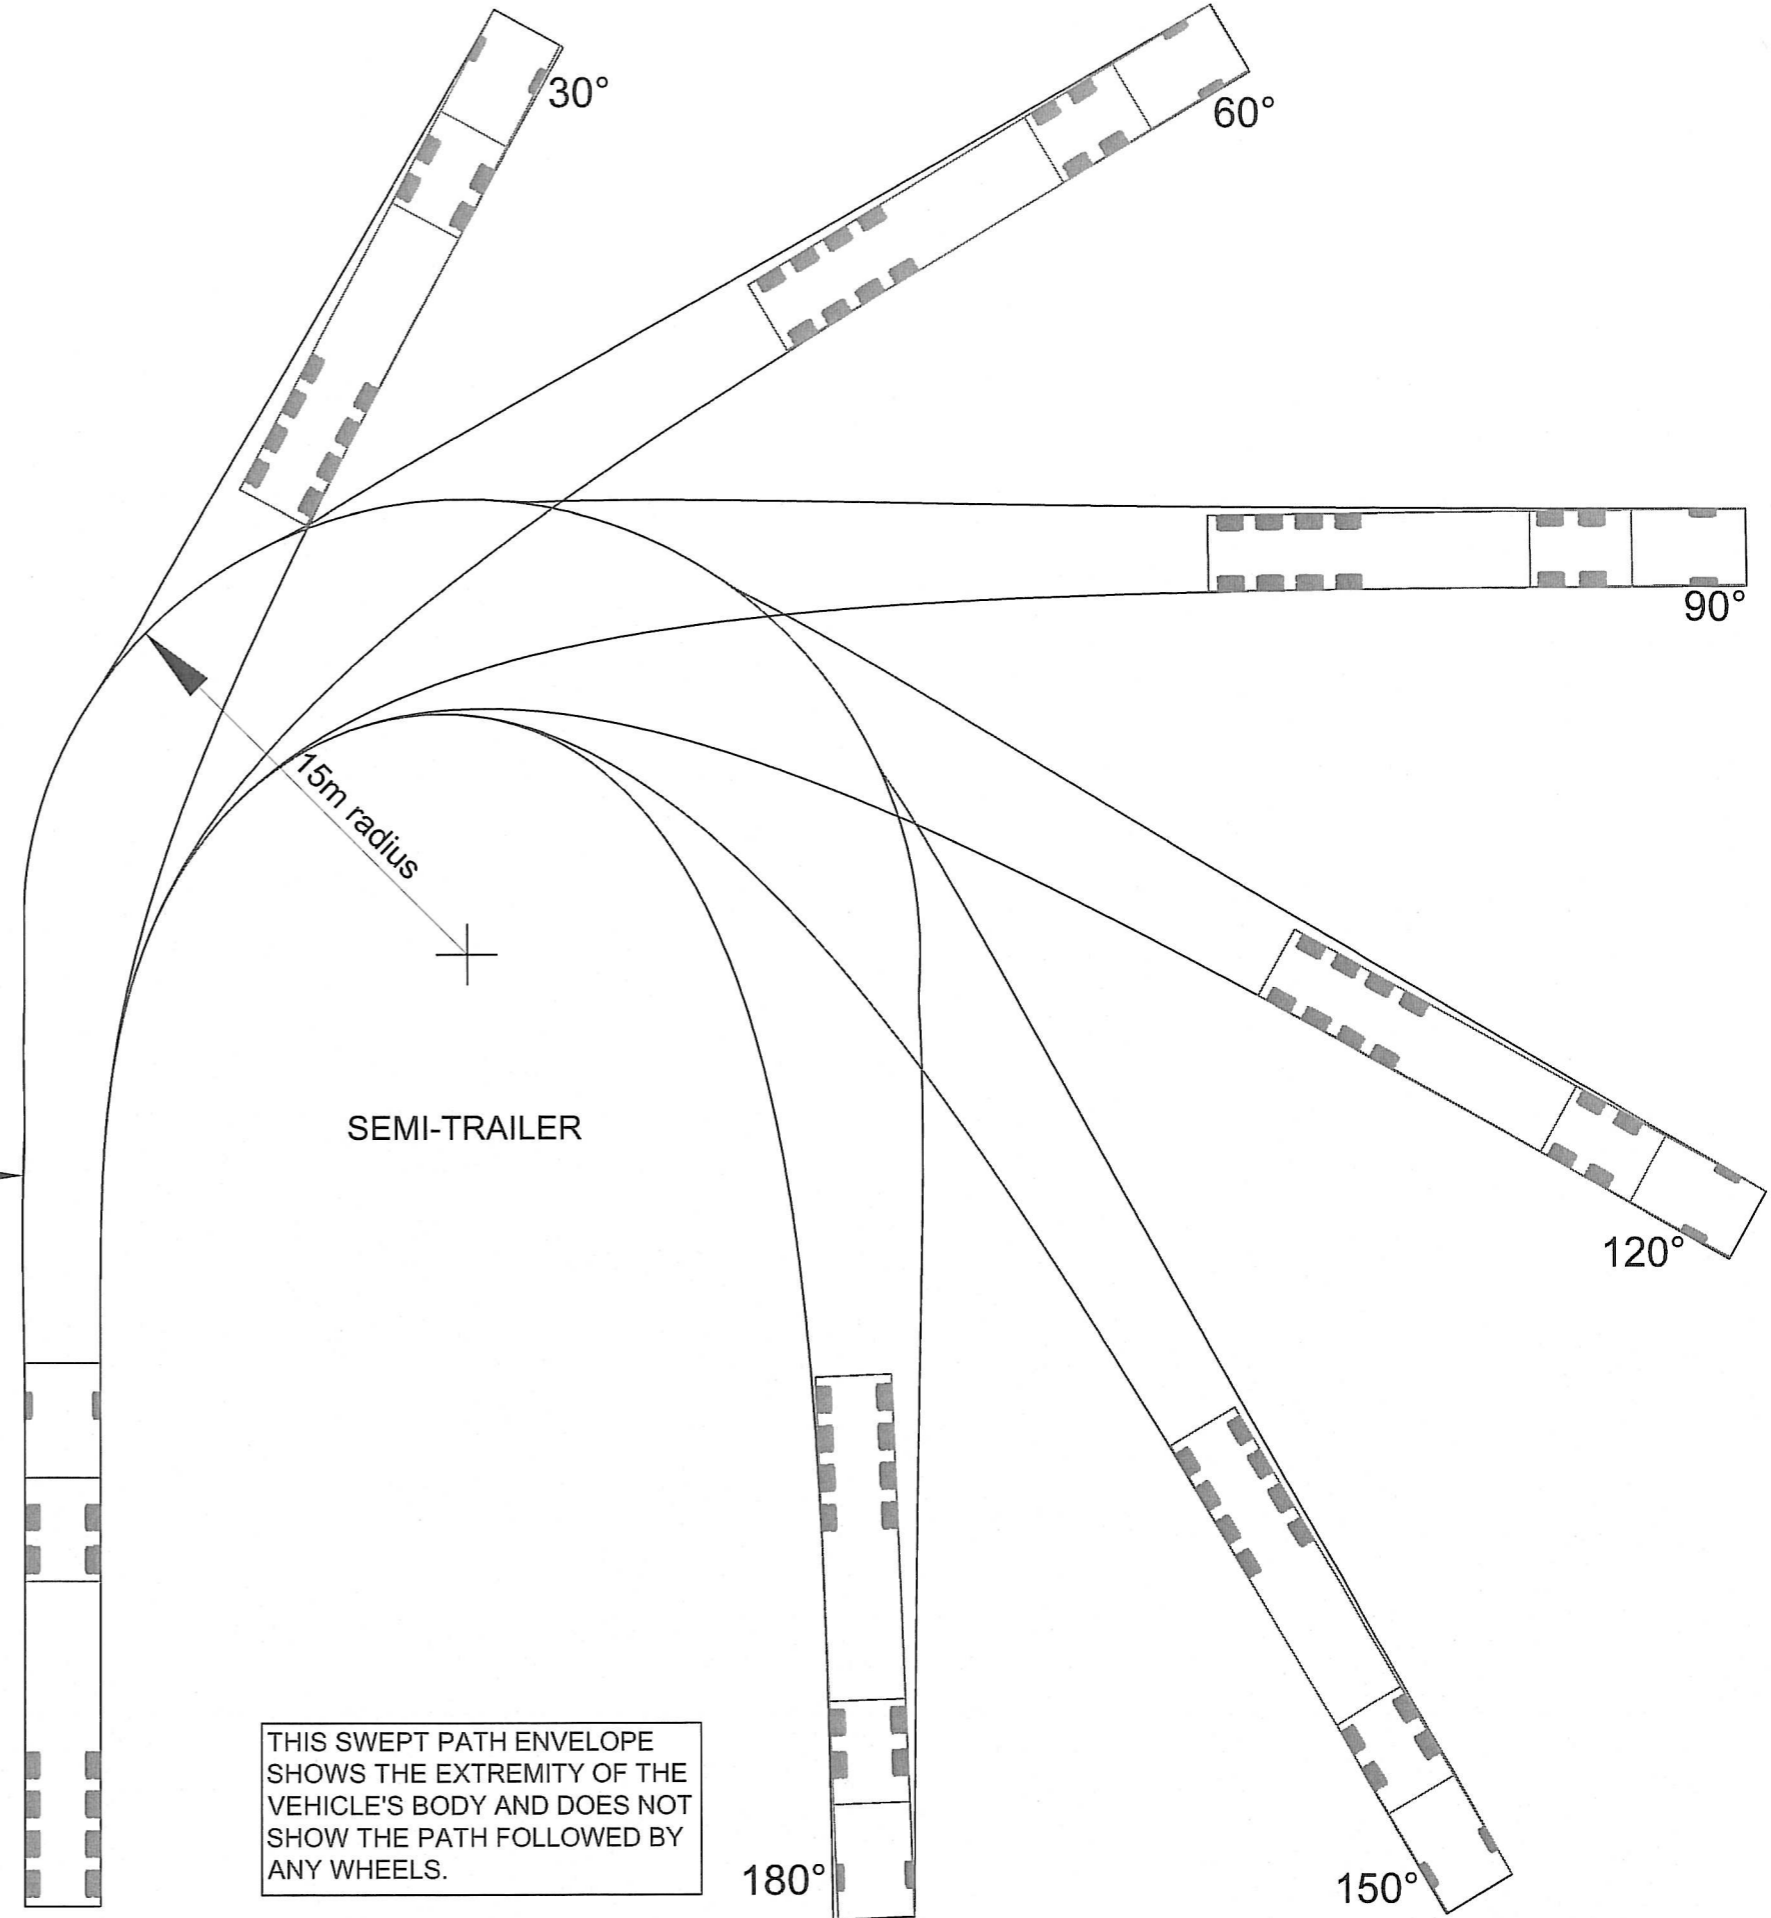 30°
60°
90°
15m radius
SEMI-TRAILER
120°
THIS SWEPT PATH ENVELOPE
SHOWS THE EXTREMITY OF THE
VEHICLE'S BODY AND DOES NOT
SHOW THE PATH FOLLOWED BY
ANY WHEELS.
180°
150°